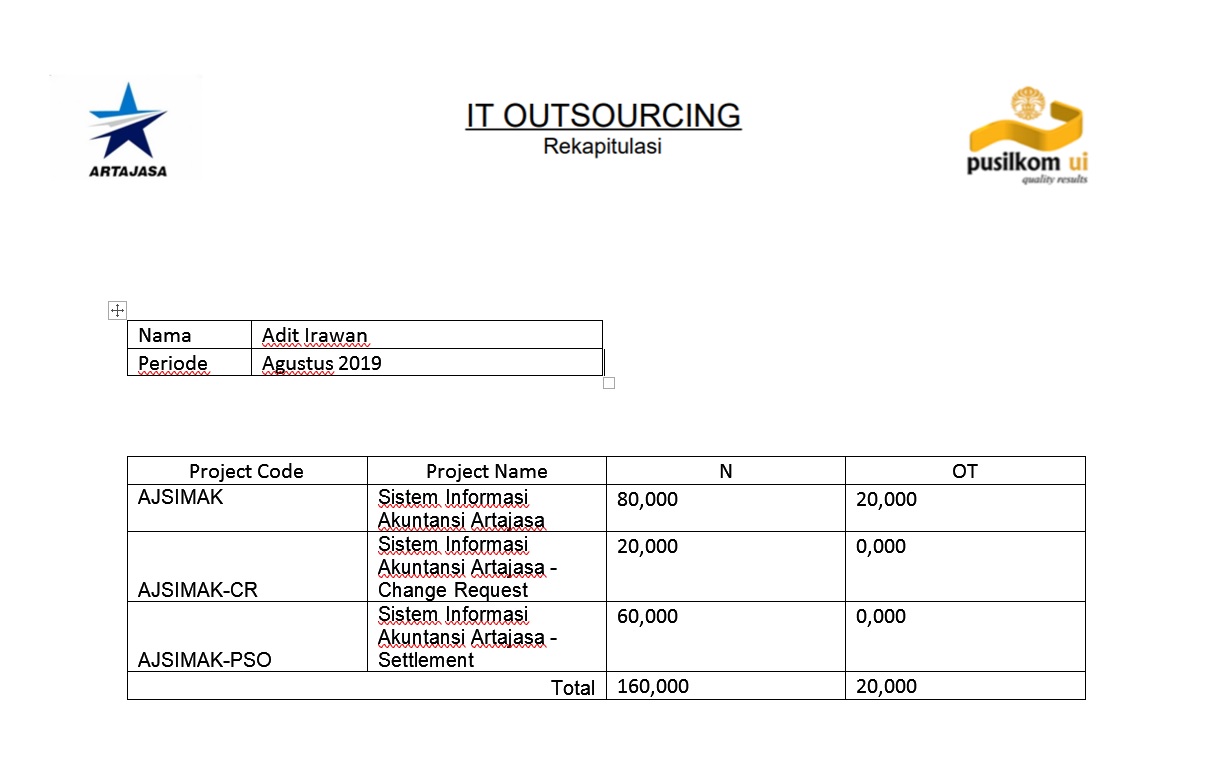 ARTAJASA
IT OUTSOURCING
Rekapitulasi
pusilkom ui
quality results
Nama Adit Irawan
Periode Agustus 2019
Project Code Project Name N OT
AJSIMAK Sistem Informasi 80,000 20,000
Akuntansi Artajasa
Sistem Informasi 20,000 0,000
Akuntansi Artajasa -
AJSIMAK-CR Change Request
Sistem Informasi 60,000 0,000
Akuntansi Artajasa -
AJSIMAK-PSO Settlement
Total 160,000 20,000